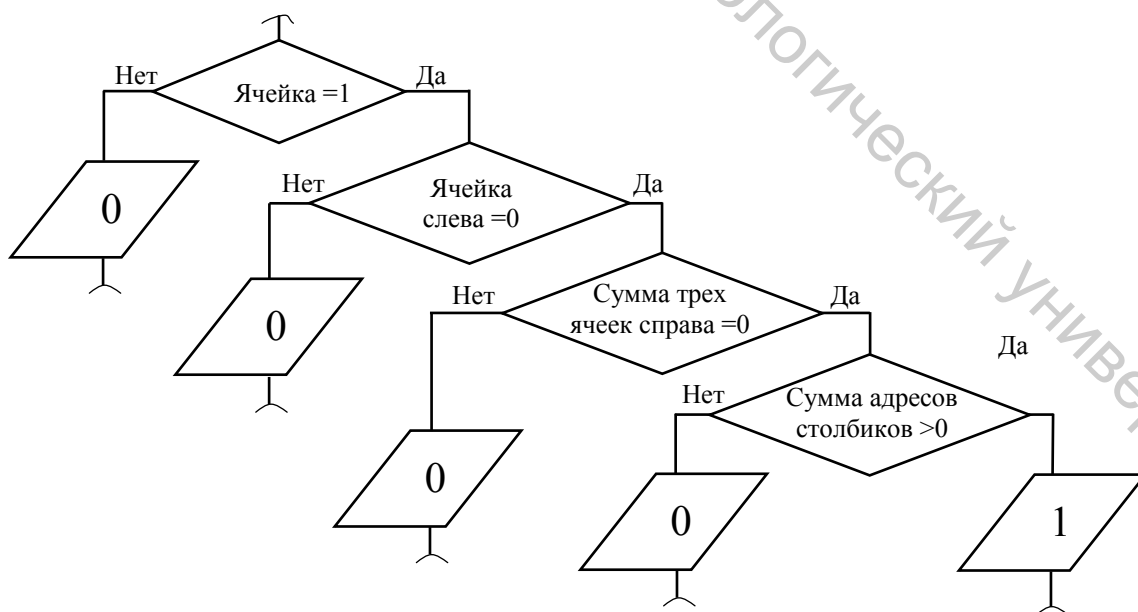 Нет
Да
Ячейка =1
0
Нет
Да
Ячейка
слева =0
0
Нет
Да
Сумма трех
ячеек справа =0
0
Да
Нет
Сумма адресов
столбиков >0
0
1